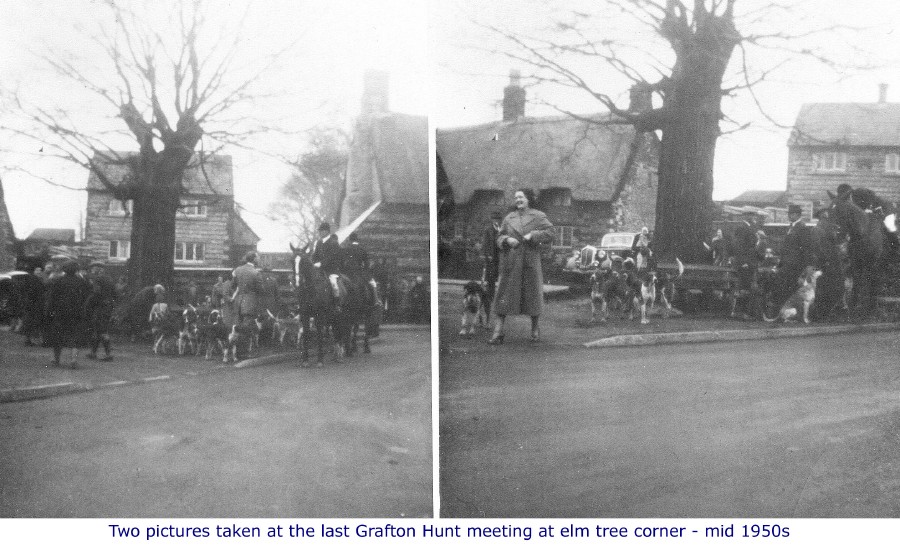 Two pictures taken at the last Grafton Hunt meeting at elm tree corner - mid 1950s